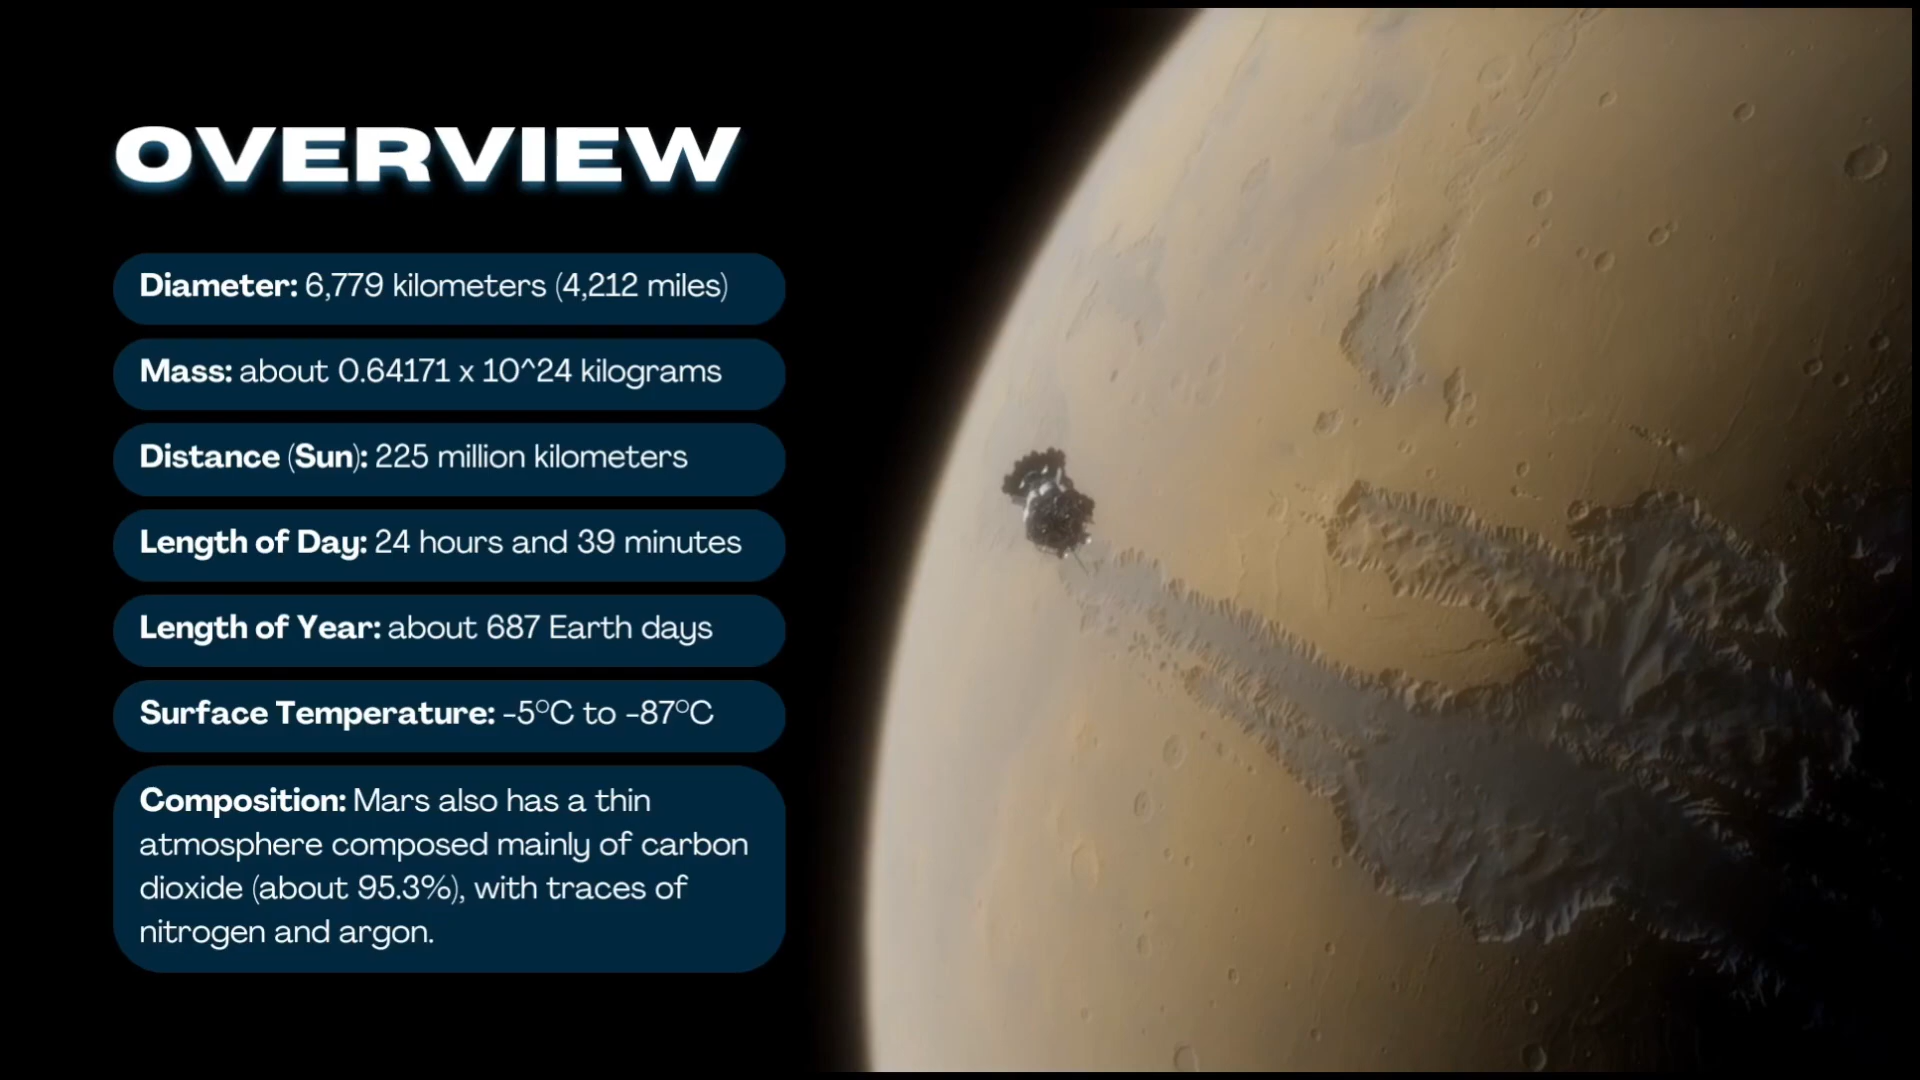 OVERVIEW
Diameter: 6,779 kilometers (4,212 miles)
Mass: about 0.64171 x 10^24 kilograms
Distance (Sun): 225 million kilometers
Length of Day: 24 hours and 39 minutes
Length of Year: about 687 Earth days
Surface Temperature: -5°C to -87°C
Composition: Mars also has a thin
atmosphere composed mainly of carbon
dioxide (about 95.3%), with traces of
nitrogen and argon.